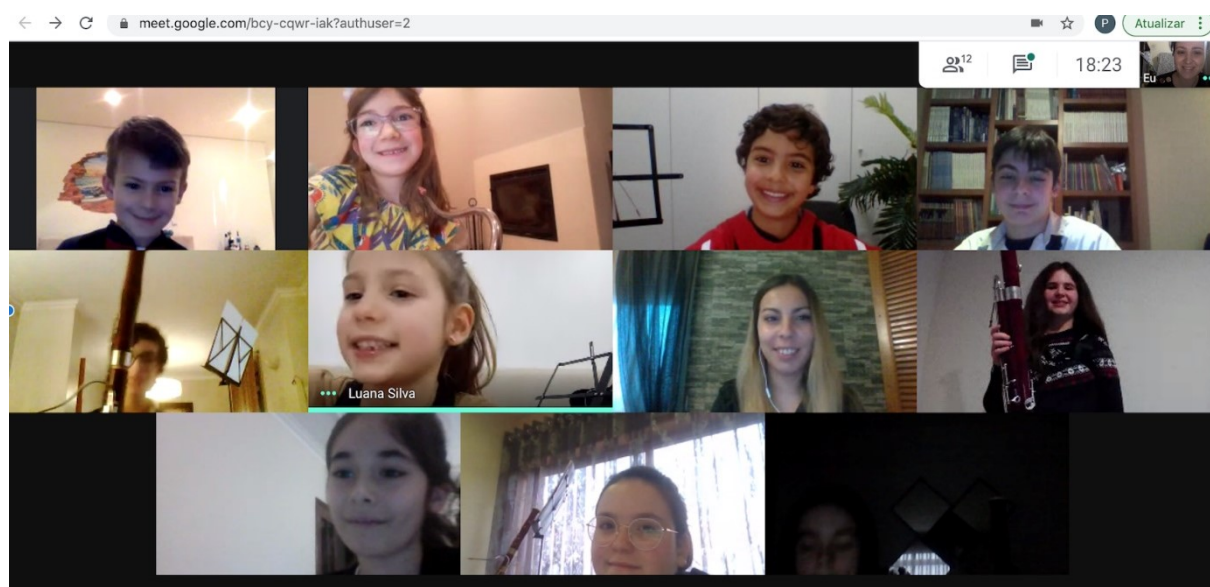 meet.google.com/bcy-cqwr-iak?authuser=2
P
Atualizar
12
18:23
Eu
Luana Silva